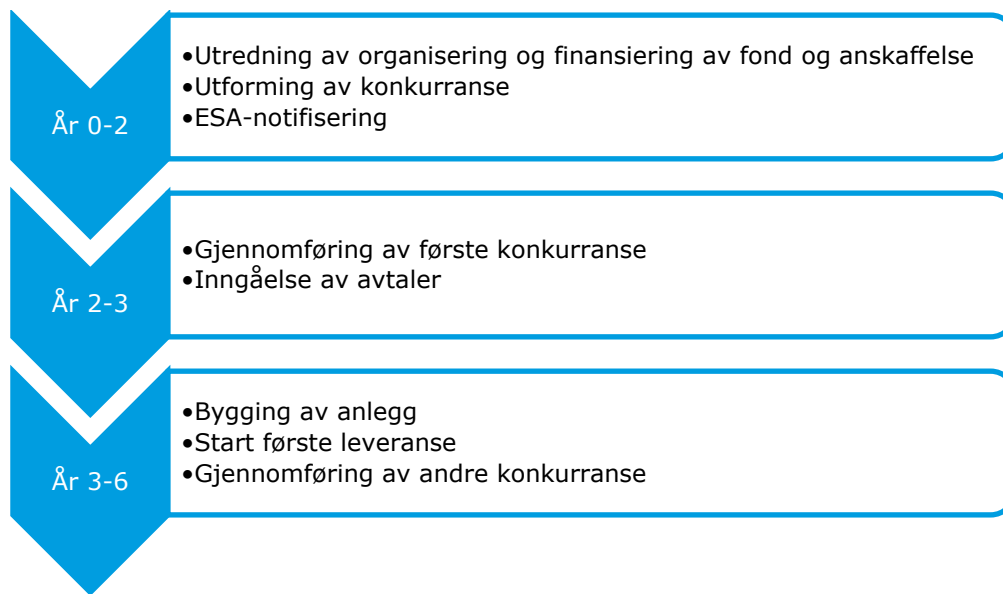 År 0-2
•Utredning av organisering og finansiering av fond og anskaffelse
•Utforming av konkurranse
•ESA-notifisering
År 2-3
•Gjennomføring av første konkurranse
•Inngåelse av avtaler
År 3-6
•Bygging av anlegg
•Start første leveranse
•Gjennomføring av andre konkurranse